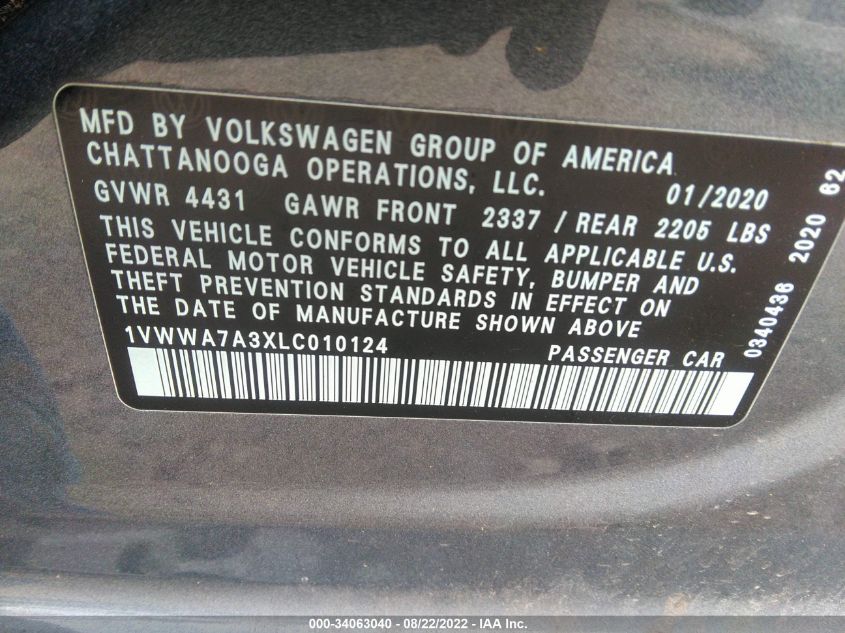 MFD BY VOLKSWAGEN GROUP OF AMERICA
CHATTANOOGA OPERATIONS, LLC. 01/2020
GVWR 4431 GAWR FRONT 2337 / REAR 2205 LBS
THIS VEHICLE CONFORMS TO ALL APPLICABLE U.S.
FEDERAL MOTOR VEHICLE SAFETY, BUMPER AND
THEFT PREVENTION STANDARDS IN EFFECT ON
THE DATE OF MANUFACTURE SHOWN ABOVE
1VWWA7A3XLC010124 PASSENGER CAR
0340436 2020 62
000-34063040 - 08/22/2022 - IAA Inc.